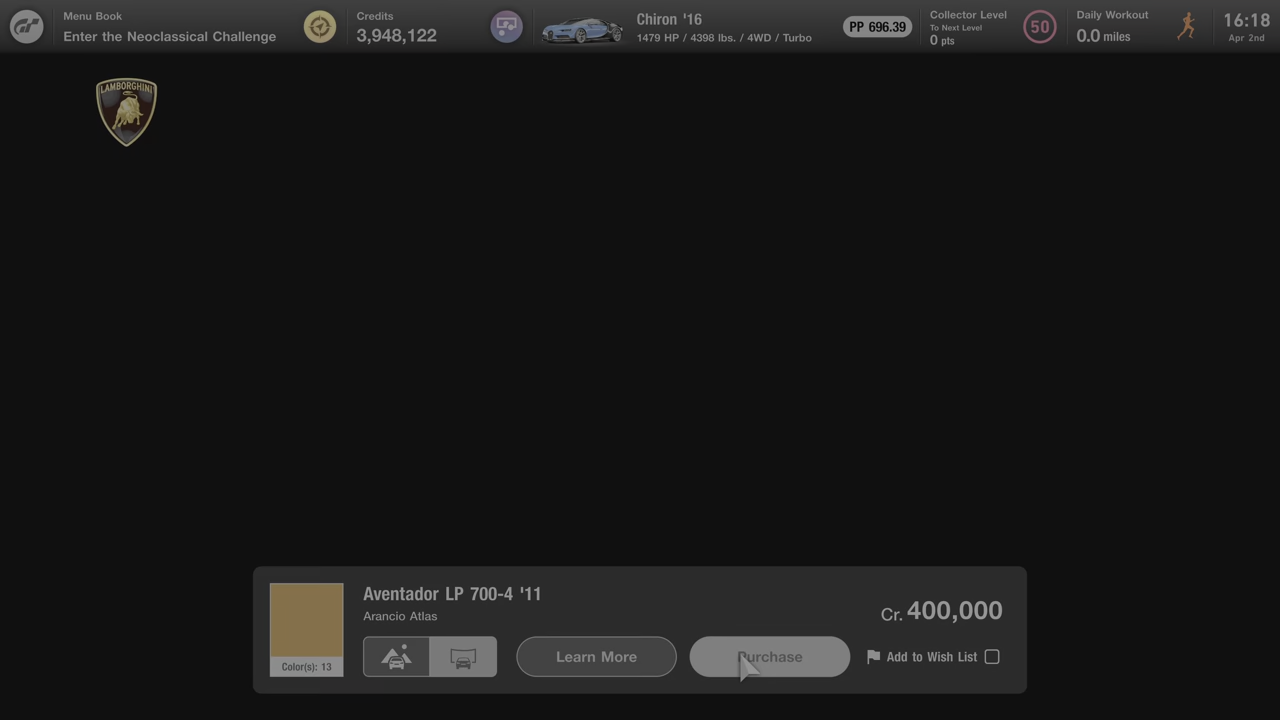 Menu Book
Enter the Neoclassical Challenge
Credits
3,948,122
Chiron '16
1479 HP / 4398 lbs. / 4WD / Turbo
PP 696.39
Collector Level
To Next Level
0 pts
50
Daily Workout
0.0 miles
16:18
Apr 2nd
LAMBORGHINI
Aventador LP 700-4 '11
Arancio Atlas
Cr. 400,000
Color(s): 13
Learn More
Purchase
Add to Wish List